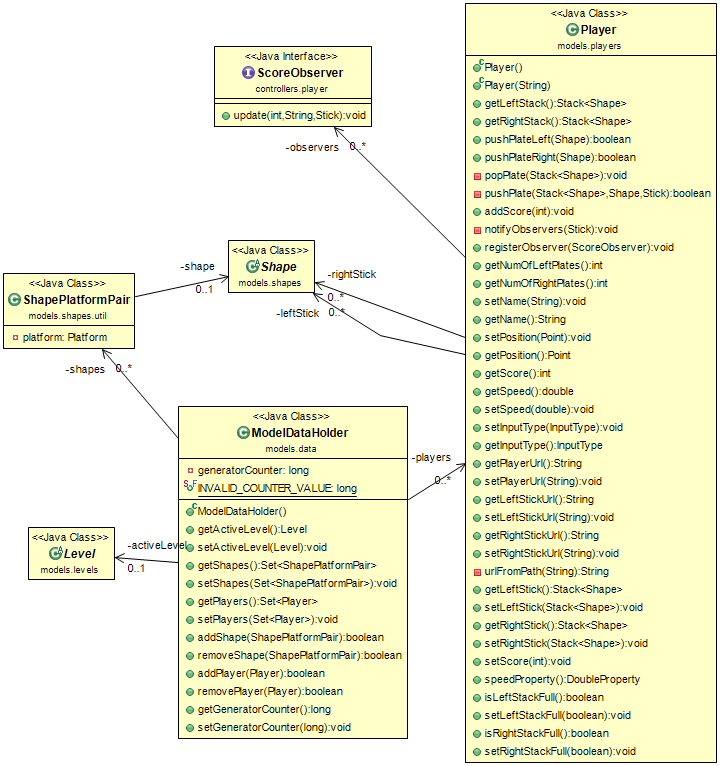 <<Java Interface>>
ScoreObserver
controllers.player
update(int,String,Stick):void
-observers
0..*
<<Java Class>>
Shape
models.shapes
-shape
0..1
-rightStick
0..*
-leftStick
0..*
<<Java Class>>
ShapePlatformPair
models.shapes.util
platform: Platform
-shapes
0..*
<<Java Class>>
ModelDataHolder
models.data
generatorCounter: long
INVALID_COUNTER_VALUE: long
ModelDataHolder()
getActiveLevel():Level
setActiveLevel(Level):void
getShapes():Set<ShapePlatformPair>
setShapes(Set<ShapePlatformPair>):void
getPlayers():Set<Player>
setPlayers(Set<Player>):void
addShape(ShapePlatformPair):boolean
removeShape(ShapePlatformPair):boolean
addPlayer(Player):boolean
removePlayer(Player):boolean
getGeneratorCounter():long
setGeneratorCounter(long):void
-players
0..*
<<Java Class>>
Level
models.levels
-activeLevel
0..1
<<Java Class>>
Player
models.players
Player()
Player(String)
getLeftStack():Stack<Shape>
getRightStack():Stack<Shape>
pushPlateLeft(Shape):boolean
pushPlateRight(Shape):boolean
popPlate(Stack<Shape>):void
pushPlate(Stack<Shape>,Shape,Stick):boolean
addScore(int):void
notifyObservers(Stick):void
registerObserver(ScoreObserver):void
getNumOfLeftPlates():int
getNumOfRightPlates():int
setName(String):void
getName():String
setPosition(Point):void
getPosition():Point
getScore():int
getSpeed():double
setSpeed(double):void
setInputType(InputType):void
getInputType():InputType
getPlayerUrl():String
setPlayerUrl(String):void
getLeftStickUrl():String
setLeftStickUrl(String):void
getRightStickUrl():String
setRightStickUrl(String):void
urlFromPath(String):String
getLeftStick():Stack<Shape>
setLeftStick(Stack<Shape>):void
getRightStick():Stack<Shape>
setRightStick(Stack<Shape>):void
setScore(int):void
speedProperty():DoubleProperty
isLeftStackFull():boolean
setLeftStackFull(boolean):void
isRightStackFull():boolean
setRightStackFull(boolean):void